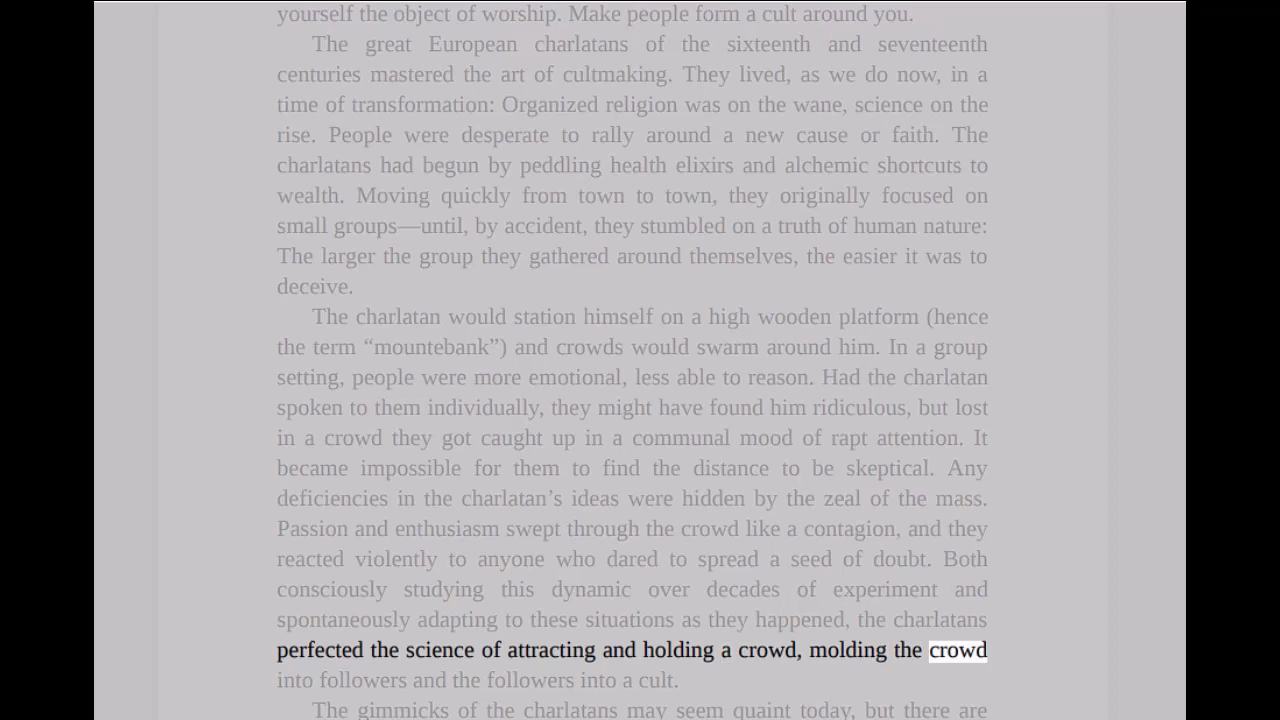 yourself the object of worship. Make people form a cult around you.
The great European charlatans of the sixteenth and seventeenth
centuries mastered the art of cultmaking. They lived, as we do now, in a
time of transformation: Organized religion was on the wane, science on the
rise. People were desperate to rally around a new cause or faith. The
charlatans had begun by peddling health elixirs and alchemic shortcuts to
wealth. Moving quickly from town to town, they originally focused on
small groups—until, by accident, they stumbled on a truth of human nature:
The larger the group they gathered around themselves, the easier it was to
deceive.
The charlatan would station himself on a high wooden platform (hence
the term “mountebank”) and crowds would swarm around him. In a group
setting, people were more emotional, less able to reason. Had the charlatan
spoken to them individually, they might have found him ridiculous, but lost
in a crowd they got caught up in a communal mood of rapt attention. It
became impossible for them to find the distance to be skeptical. Any
deficiencies in the charlatan’s ideas were hidden by the zeal of the mass.
Passion and enthusiasm swept through the crowd like a contagion, and they
reacted violently to anyone who dared to spread a seed of doubt. Both
consciously studying this dynamic over decades of experiment and
spontaneously adapting to these situations as they happened, the charlatans
perfected the science of attracting and holding a crowd, molding the crowd
into followers and the followers into a cult.
The gimmicks of the charlatans may seem quaint today, but there are